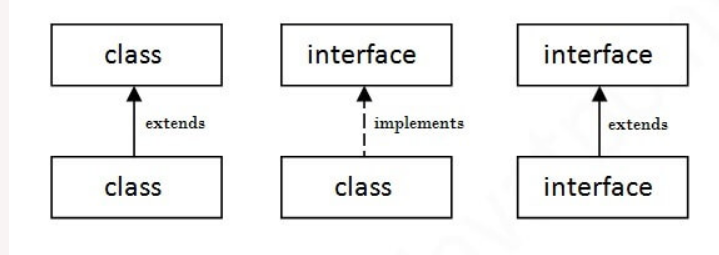 class interface interface
extends implements extends
class class interface